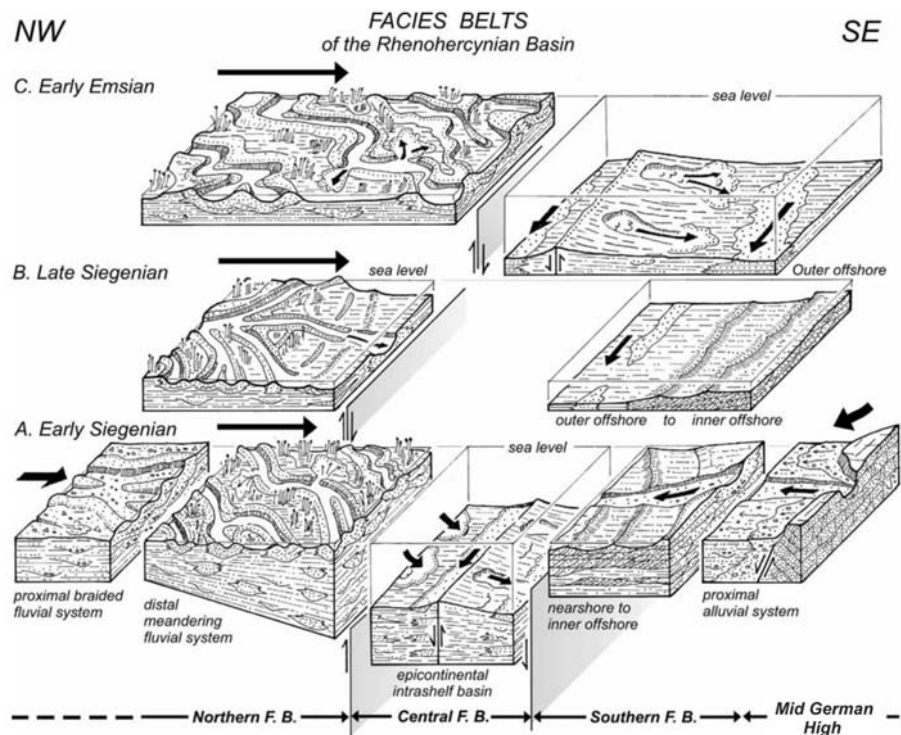 NW
FACIES BELTS
of the Rhenohercynian Basin
SE
C. Early Emsian
sea level
B. Late Siegenian
sea level
Outer offshore
outer offshore to inner offshore
A. Early Siegenian
sea level
proximal braided
fluvial system
distal
meandering
fluvial system
epicontinental
intrashelf basin
nearshore to
inner offshore
proximal
alluvial system
Northern F. B.
Central F. B.
Southern F. B.
Mid German
High